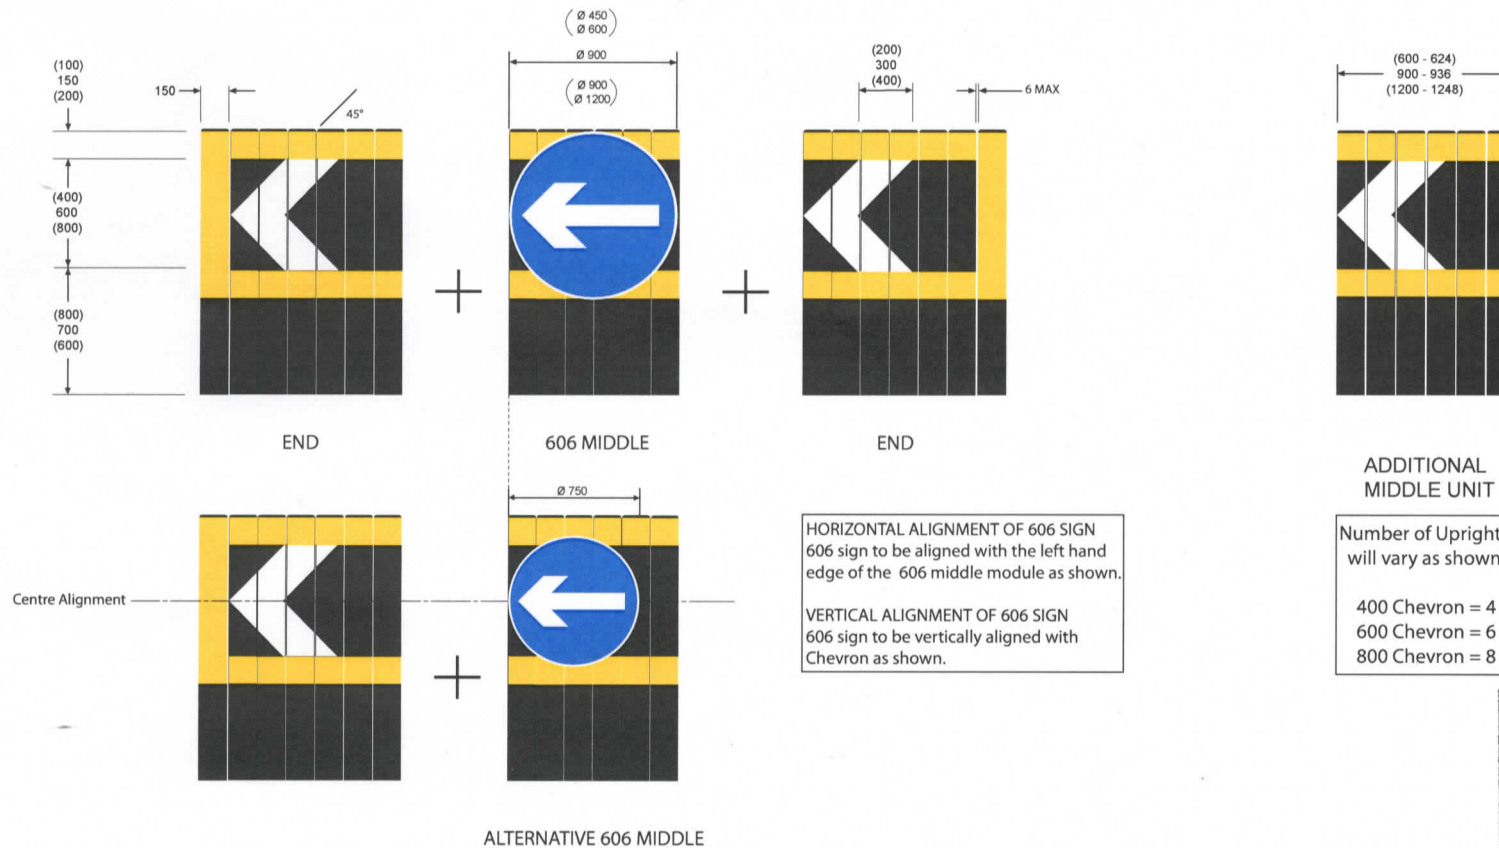 ( Ø 450
Ø 600 )
Ø 900
( Ø 900
Ø 1200 )
(100)
150
(200)
150
45°
(200)
300
(400)
6 MAX
(600 - 624)
900 - 936
(1200 - 1248)
(400)
600
(800)
(800)
700
(600)
END
606 MIDDLE
END
ADDITIONAL
MIDDLE UNIT
Ø 750
Centre Alignment
HORIZONTAL ALIGNMENT OF 606 SIGN
606 sign to be aligned with the left hand
edge of the 606 middle module as shown.
VERTICAL ALIGNMENT OF 606 SIGN
606 sign to be vertically aligned with
Chevron as shown.
Number of Upright
will vary as shown
400 Chevron = 4
600 Chevron = 6
800 Chevron = 8
ALTERNATIVE 606 MIDDLE